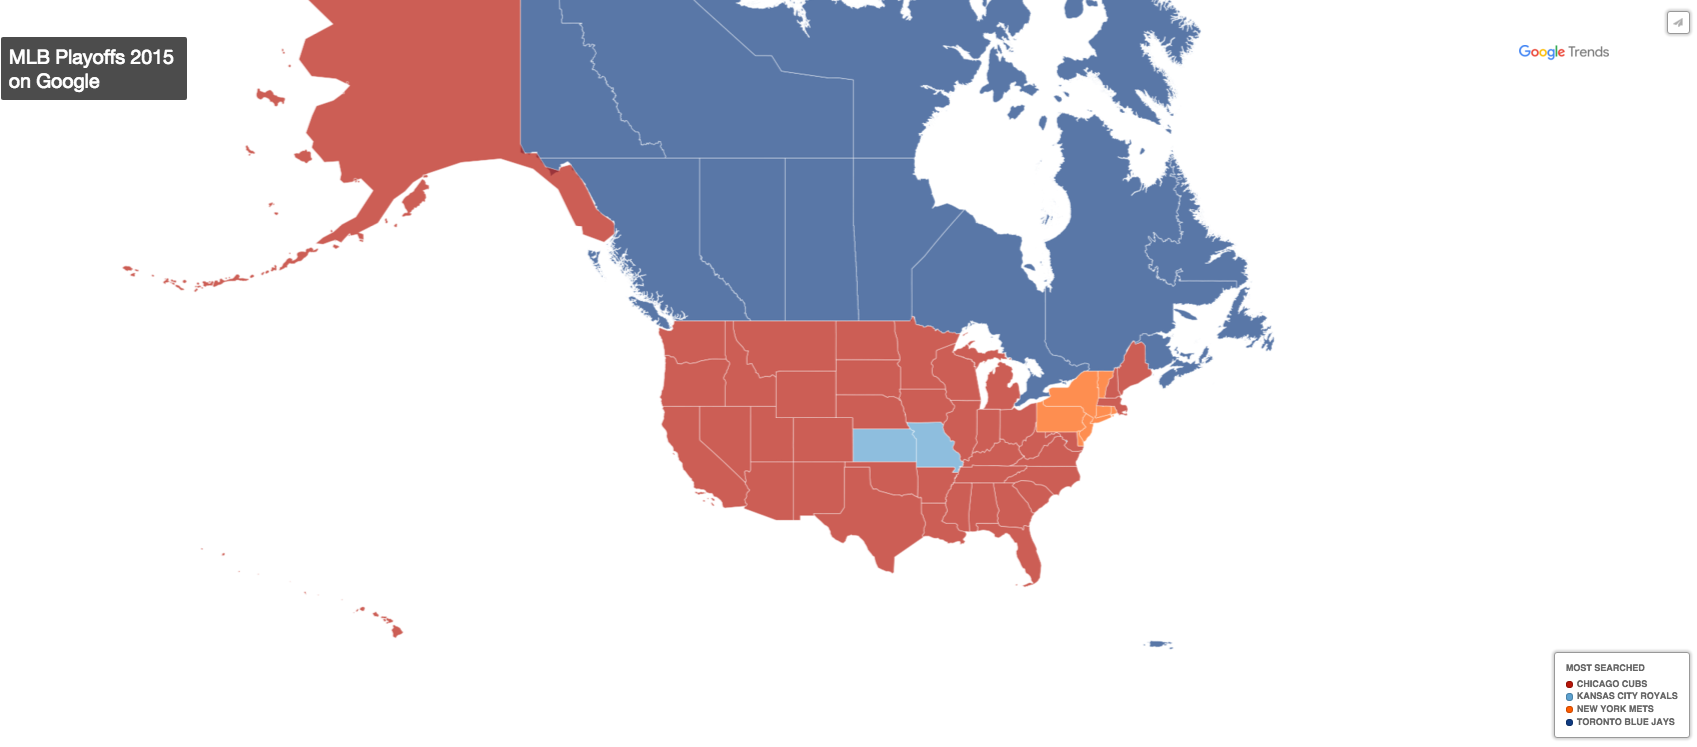 MLB Playoffs 2015
on Google
Google Trends
MOST SEARCHED
CHICAGO CUBS
KANSAS CITY ROYALS
NEW YORK METS
TORONTO BLUE JAYS